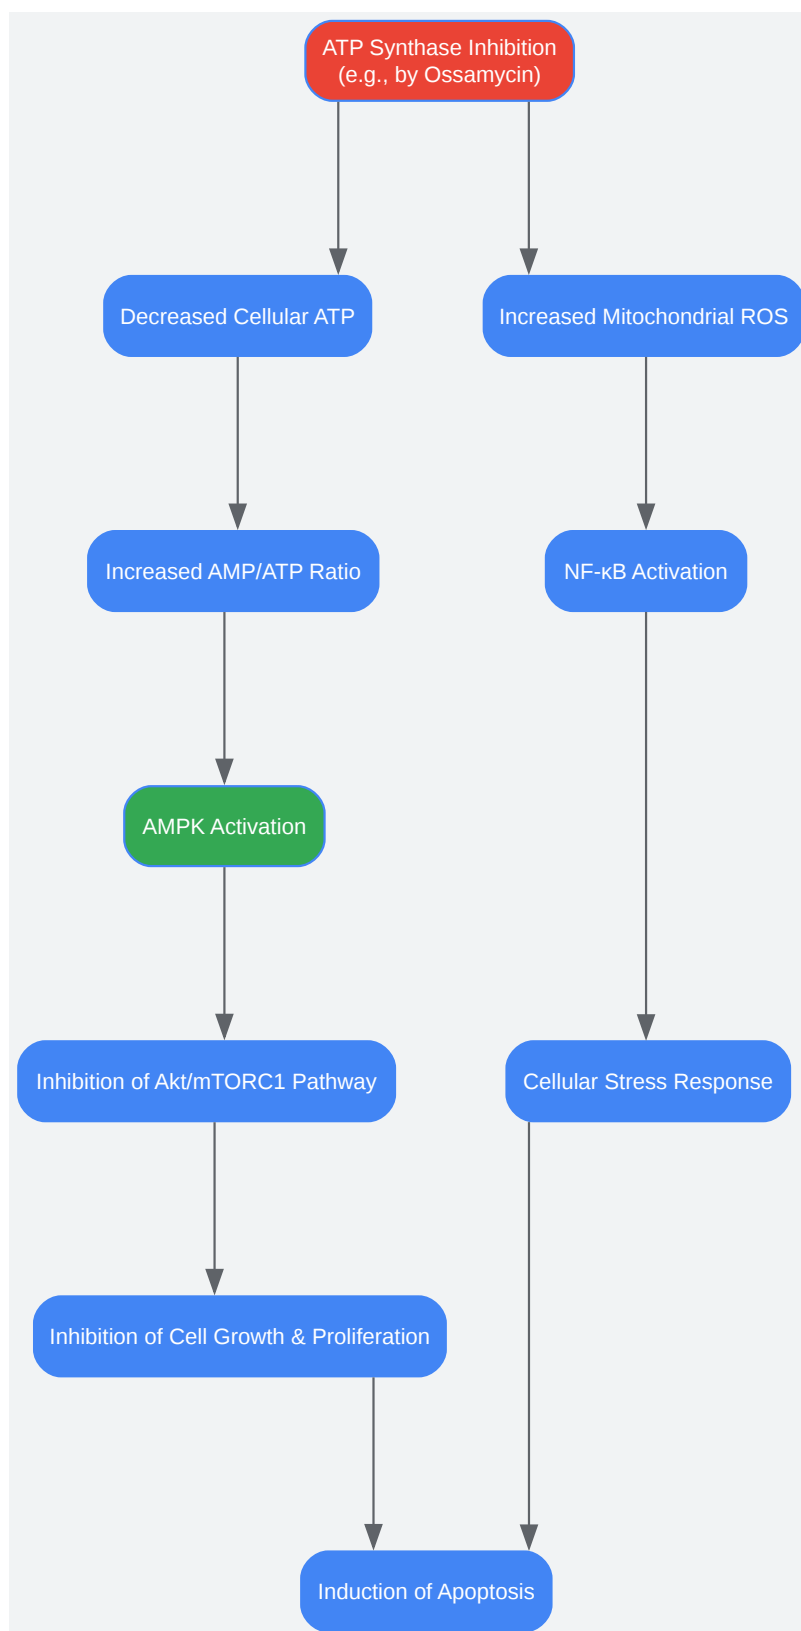 ATP Synthase Inhibition
(e.g., by Ossamycin)
Decreased Cellular ATP
Increased Mitochondrial ROS
Increased AMP/ATP Ratio
NF-κB Activation
AMPK Activation
Inhibition of Akt/mTORC1 Pathway
Cellular Stress Response
Inhibition of Cell Growth & Proliferation
Induction of Apoptosis